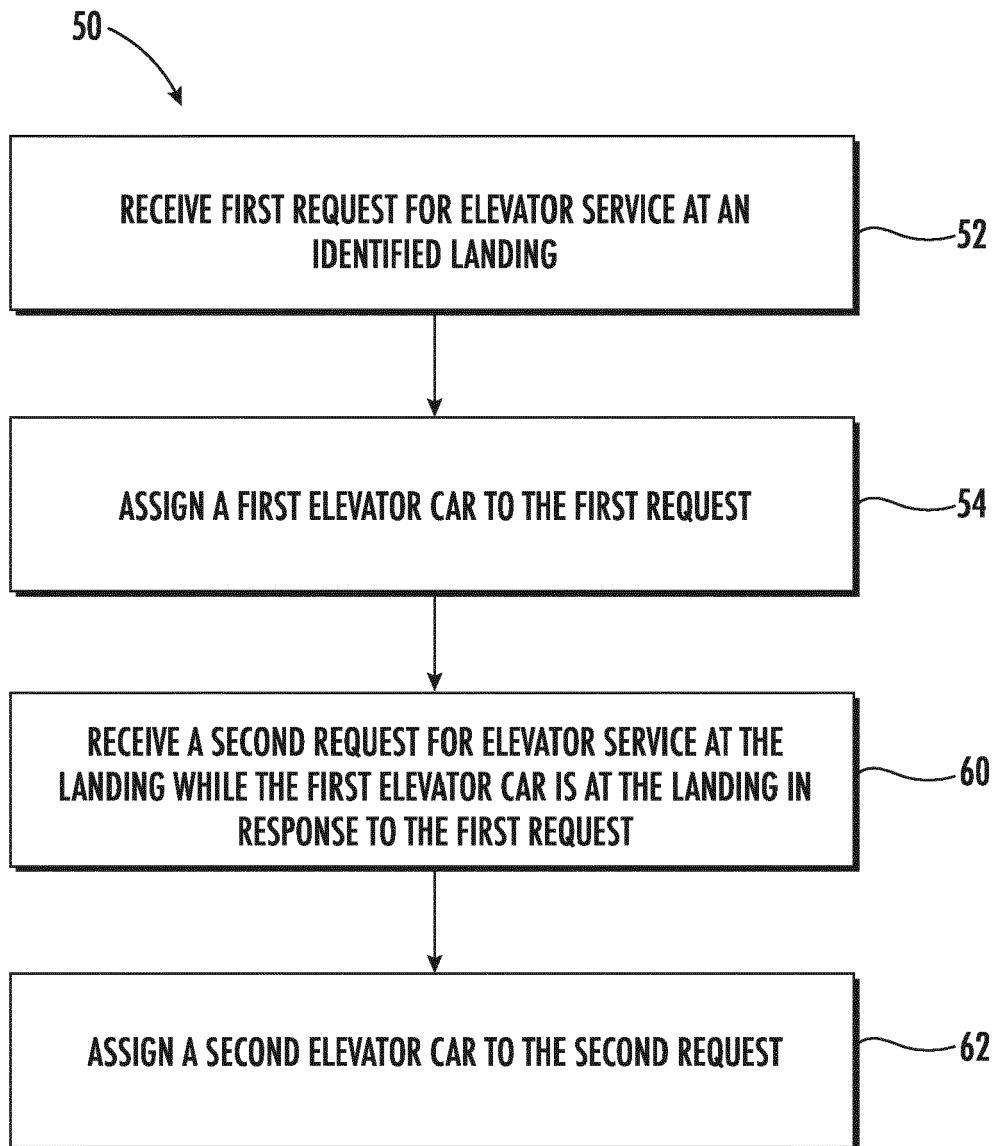 50
RECEIVE FIRST REQUEST FOR ELEVATOR SERVICE AT AN
IDENTIFIED LANDING
52
ASSIGN A FIRST ELEVATOR CAR TO THE FIRST REQUEST
54
RECEIVE A SECOND REQUEST FOR ELEVATOR SERVICE AT THE
LANDING WHILE THE FIRST ELEVATOR CAR IS AT THE LANDING IN
RESPONSE TO THE FIRST REQUEST
60
ASSIGN A SECOND ELEVATOR CAR TO THE SECOND REQUEST
62